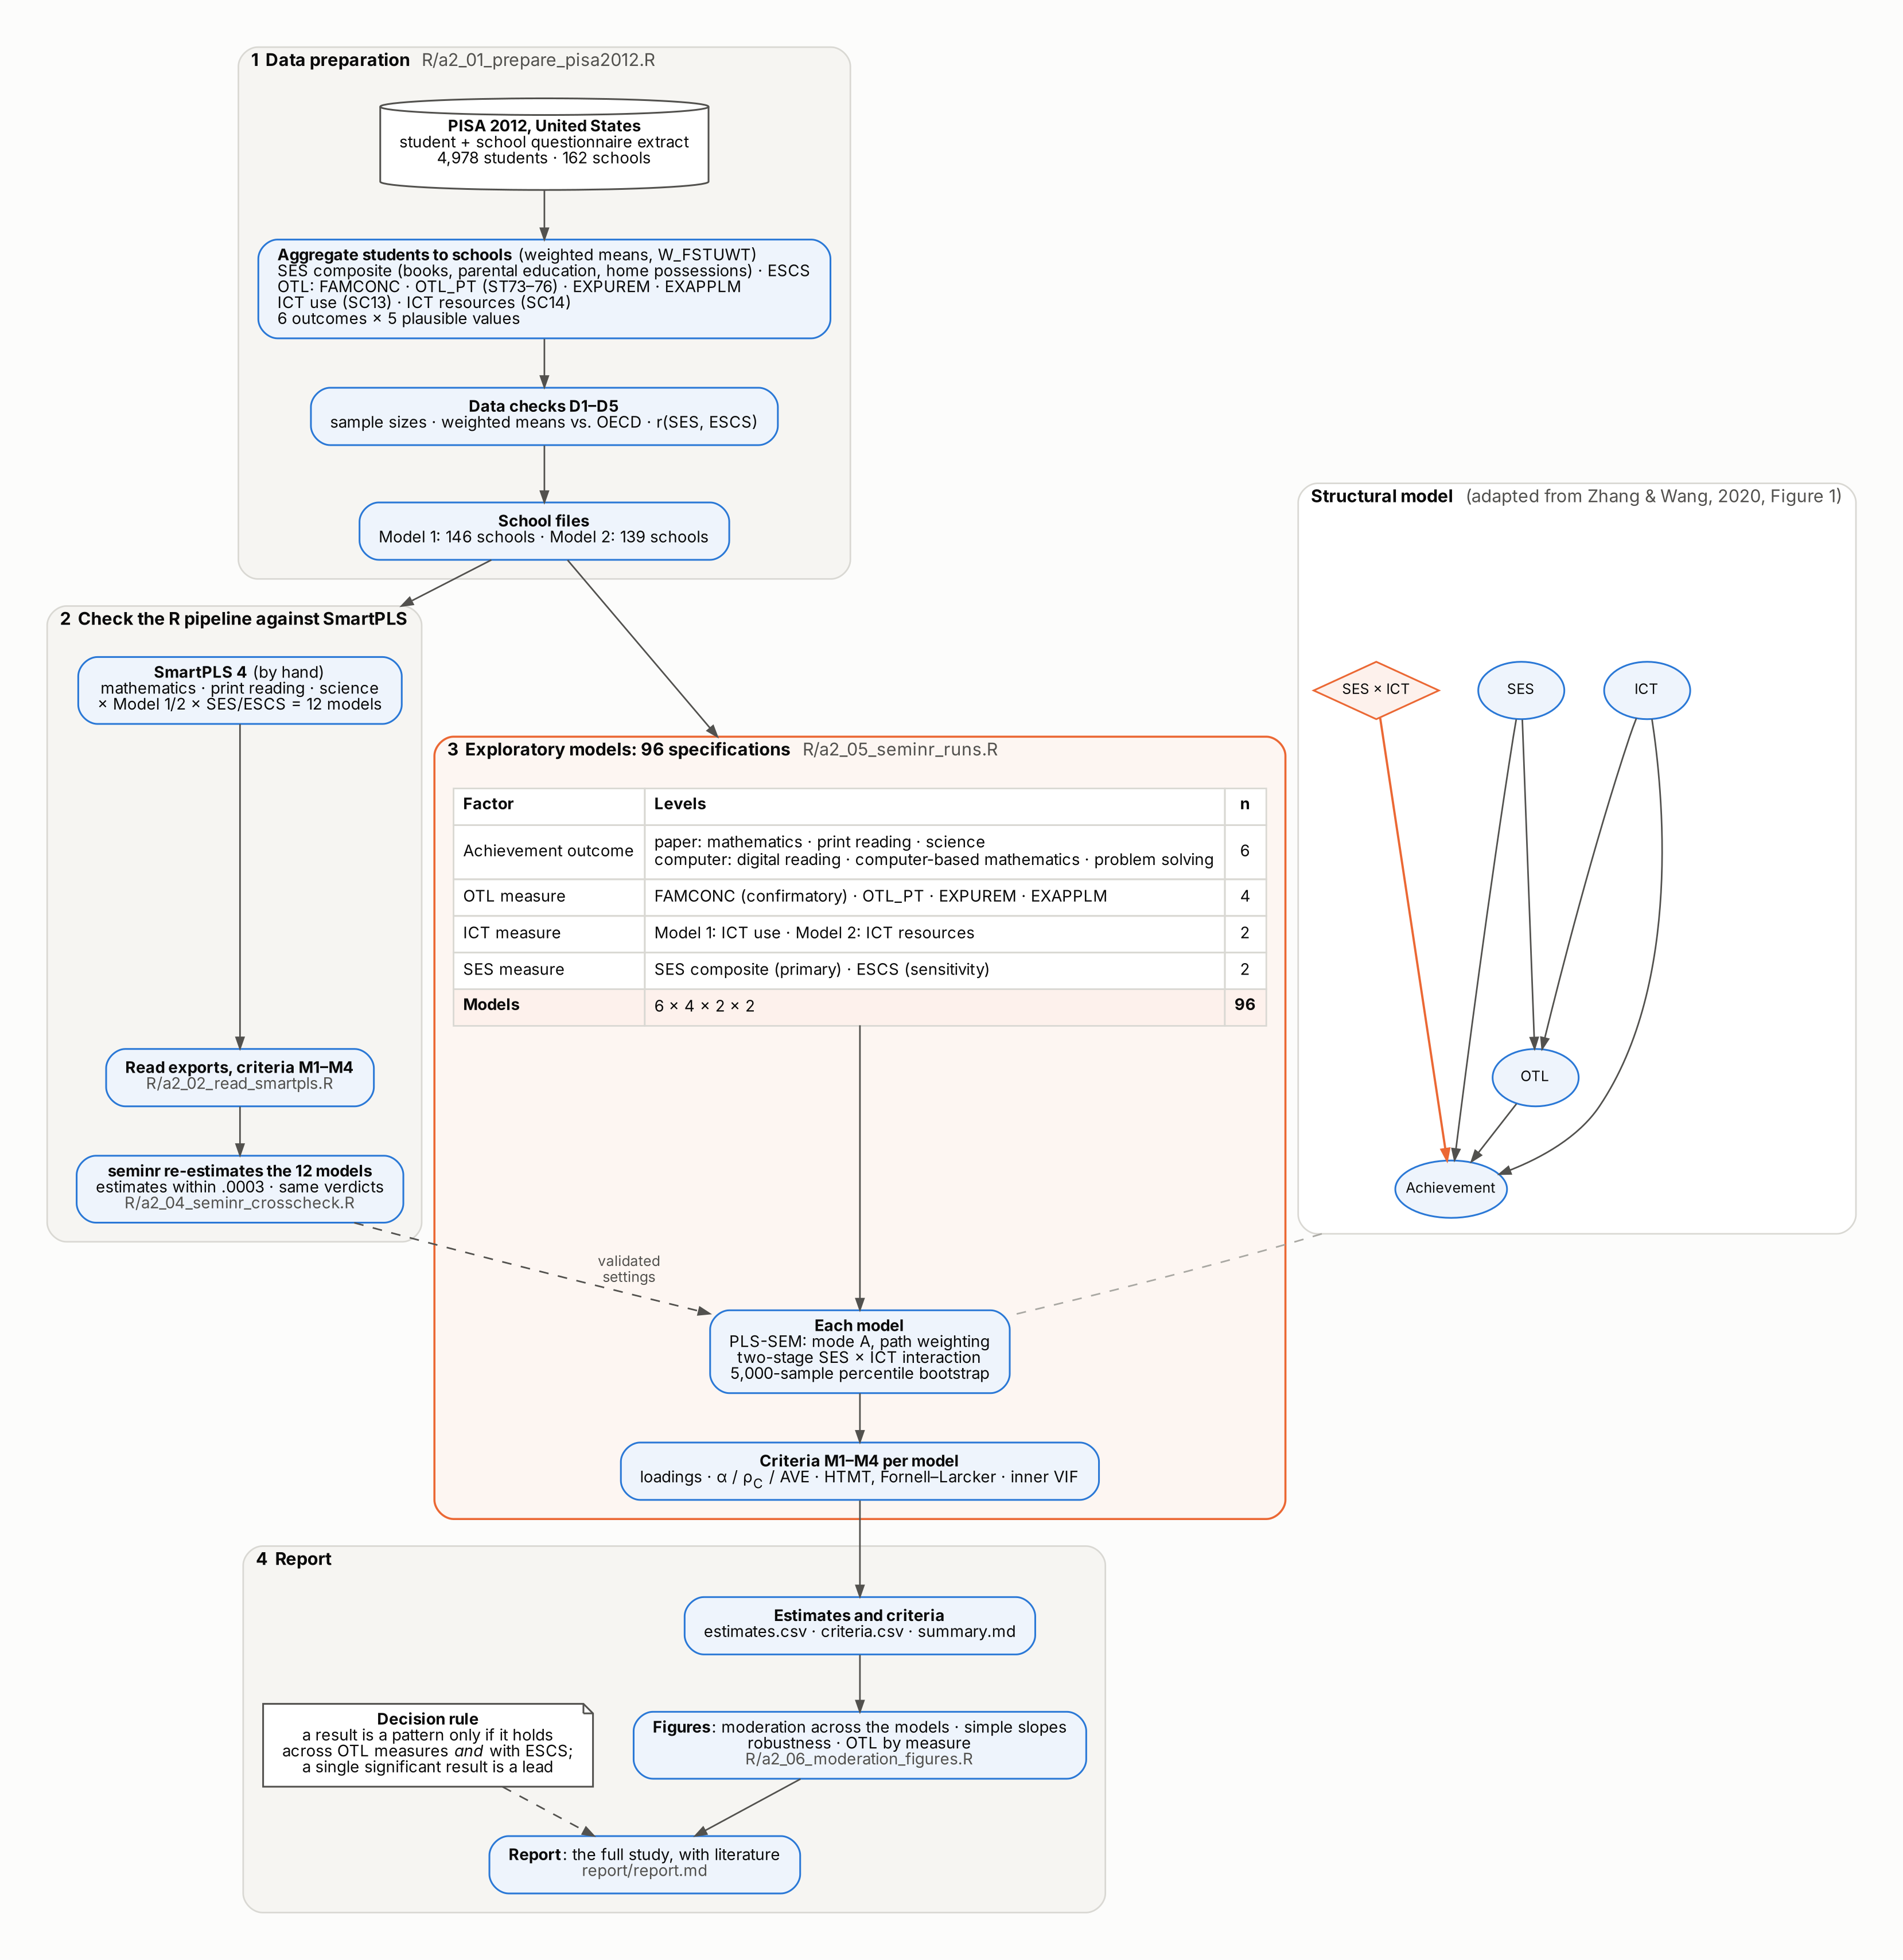 1 Data preparation R/a2_01_prepare_pisa2012.R
PISA 2012, United States
student + school questionnaire extract
4,978 students · 162 schools
Aggregate students to schools (weighted means, W_FSTUWT)
SES composite (books, parental education, home possessions) · ESCS
OTL: FAMCONC · OTL_PT (ST73–76) · EXPUREM · EXAPPLM
ICT use (SC13) · ICT resources (SC14)
6 outcomes × 5 plausible values
Data checks D1–D5
sample sizes · weighted means vs. OECD · r(SES, ESCS)
School files
Model 1: 146 schools · Model 2: 139 schools
2 Check the R pipeline against SmartPLS
SmartPLS 4 (by hand)
mathematics · print reading · science
× Model 1/2 × SES/ESCS = 12 models
Read exports, criteria M1–M4
R/a2_02_read_smartpls.R
seminr re-estimates the 12 models
estimates within .0003 · same verdicts
R/a2_04_seminr_crosscheck.R
validated
settings
3 Exploratory models: 96 specifications R/a2_05_seminr_runs.R
Factor Levels n
Achievement outcome
paper: mathematics · print reading · science
computer: digital reading · computer-based mathematics · problem solving
6
OTL measure FAMCONC (confirmatory) · OTL_PT · EXPUREM · EXAPPLM 4
ICT measure Model 1: ICT use · Model 2: ICT resources 2
SES measure SES composite (primary) · ESCS (sensitivity) 2
Models 6 × 4 × 2 × 2 96
Each model
PLS-SEM: mode A, path weighting
two-stage SES × ICT interaction
5,000-sample percentile bootstrap
Criteria M1–M4 per model
loadings · α / ρC / AVE · HTMT, Fornell–Larcker · inner VIF
Structural model (adapted from Zhang & Wang, 2020, Figure 1)
SES × ICT
SES
ICT
OTL
Achievement
4 Report
Estimates and criteria
estimates.csv · criteria.csv · summary.md
Decision rule
a result is a pattern only if it holds
across OTL measures and with ESCS;
a single significant result is a lead
Figures: moderation across the models · simple slopes
robustness · OTL by measure
R/a2_06_moderation_figures.R
Report: the full study, with literature
report/report.md